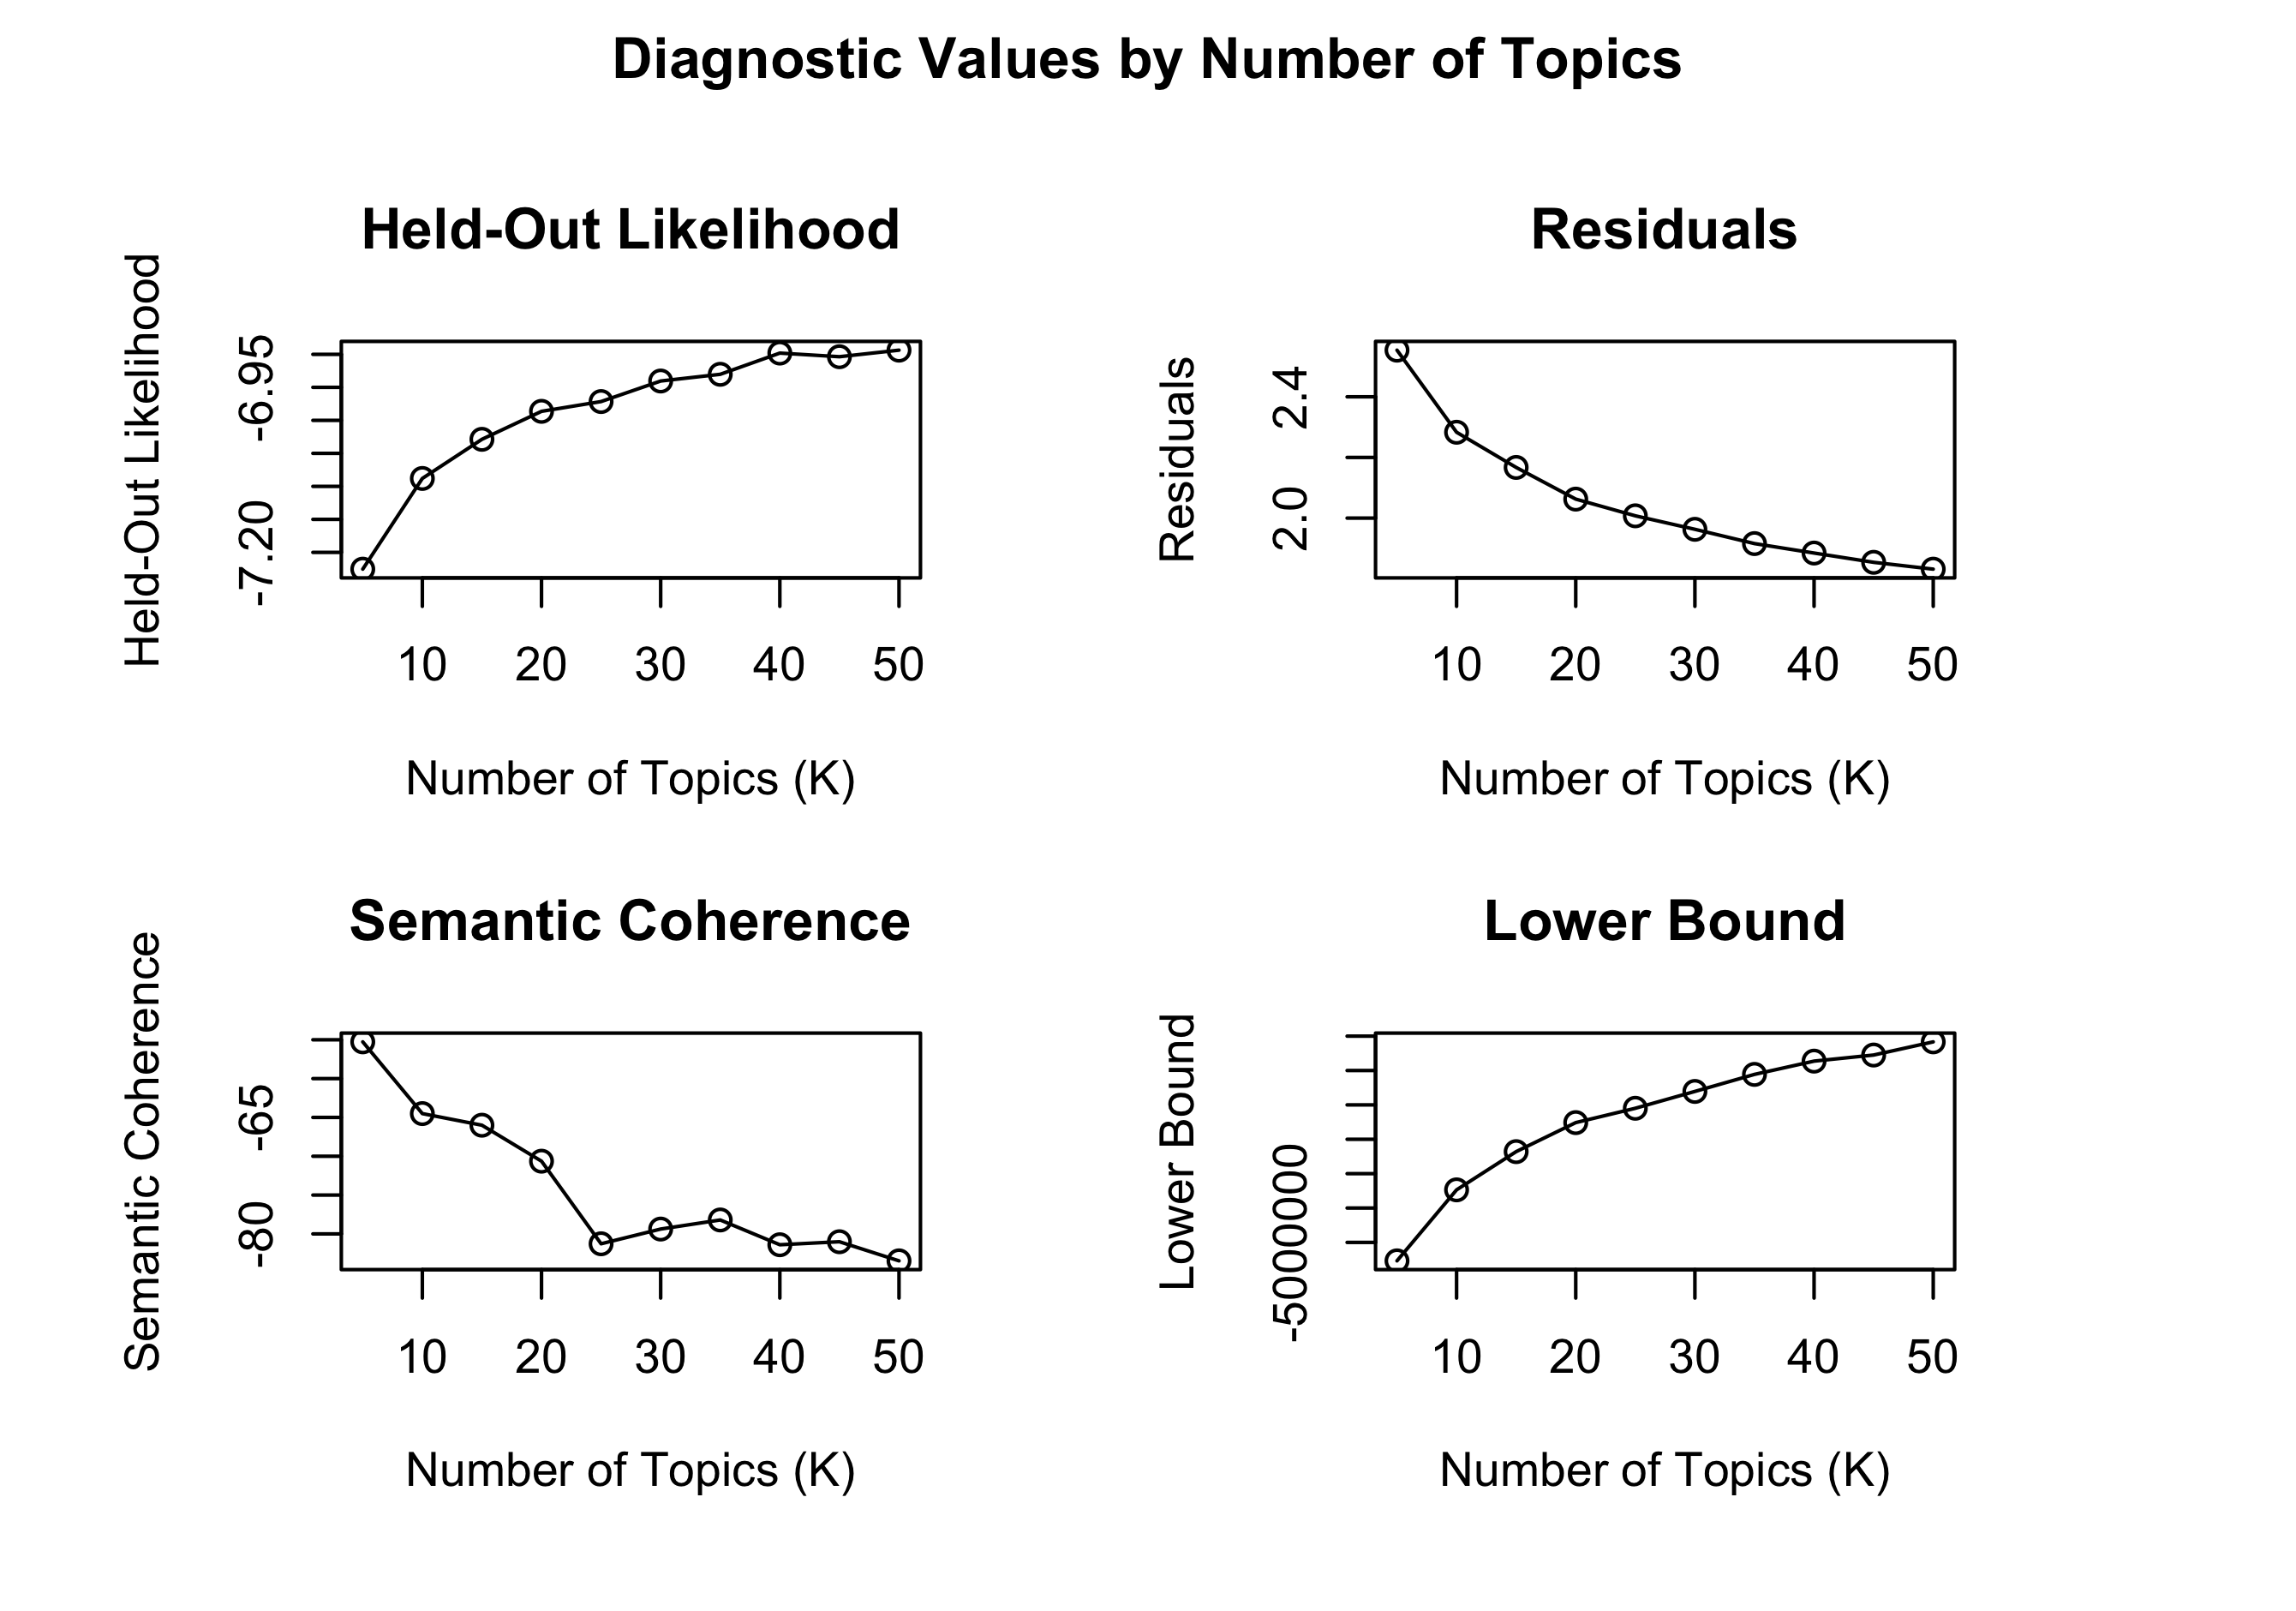 Diagnostic Values by Number of Topics
Held-Out Likelihood
Held-Out Likelihood
-6.95
-7.20
10 20 30 40 50
Number of Topics (K)
Residuals
Residuals
2.4
2.0
10 20 30 40 50
Number of Topics (K)
Semantic Coherence
Semantic Coherence
-65
-80
10 20 30 40 50
Number of Topics (K)
Lower Bound
Lower Bound
-5000000
10 20 30 40 50
Number of Topics (K)